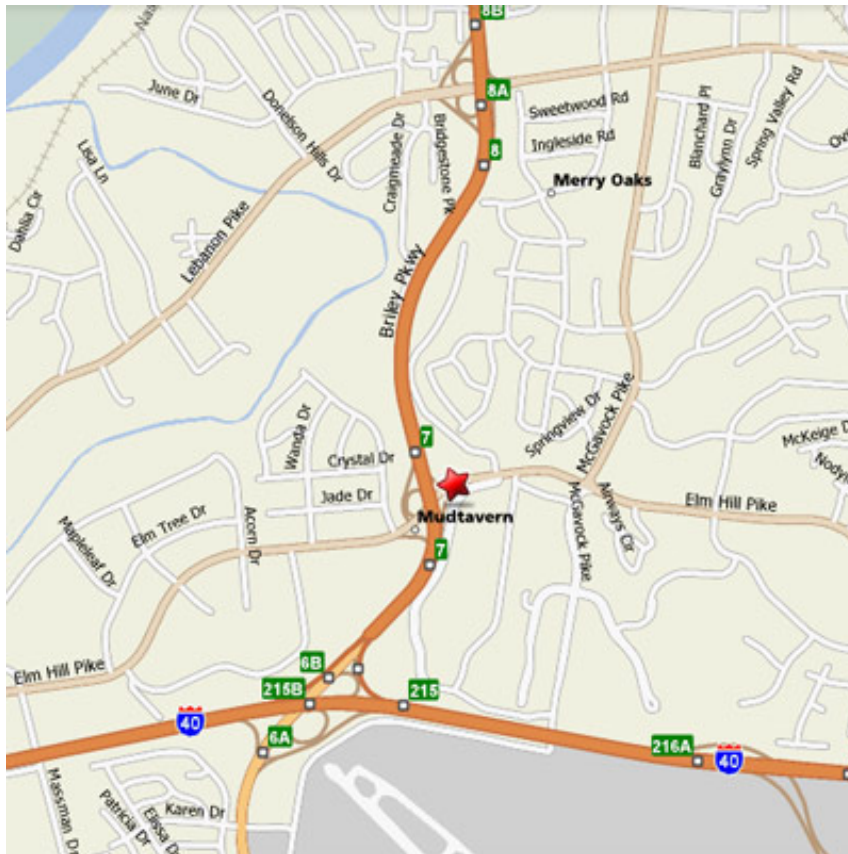 8B
8A
June Dr
Donelson Hills Dr
Craigmeade Dr
Bridgestone Pk
Sweetwood Rd
Ingleside Rd
Blanchard Pl
Graylynn Dr
Spring Valley Rd
8
Merry Oaks
Lisa Ln
Dahlia Cir
Lebanon Pike
Briley Pkwy
Springview Dr
McGavock Pike
McKeige D
Nodyl
7
Wanda Dr
Crystal Dr
Jade Dr
Mudtavern
Elm Tree Dr
Mapleleaf Dr
Acorn Dr
McGavock Pike
Airways Cir
Elm Hill Pike
7
Elm Hill Pike
6B
215B
215
40
6A
216A
40
Massman Dr
Patricia Dr
Elissa Dr
Karen Dr